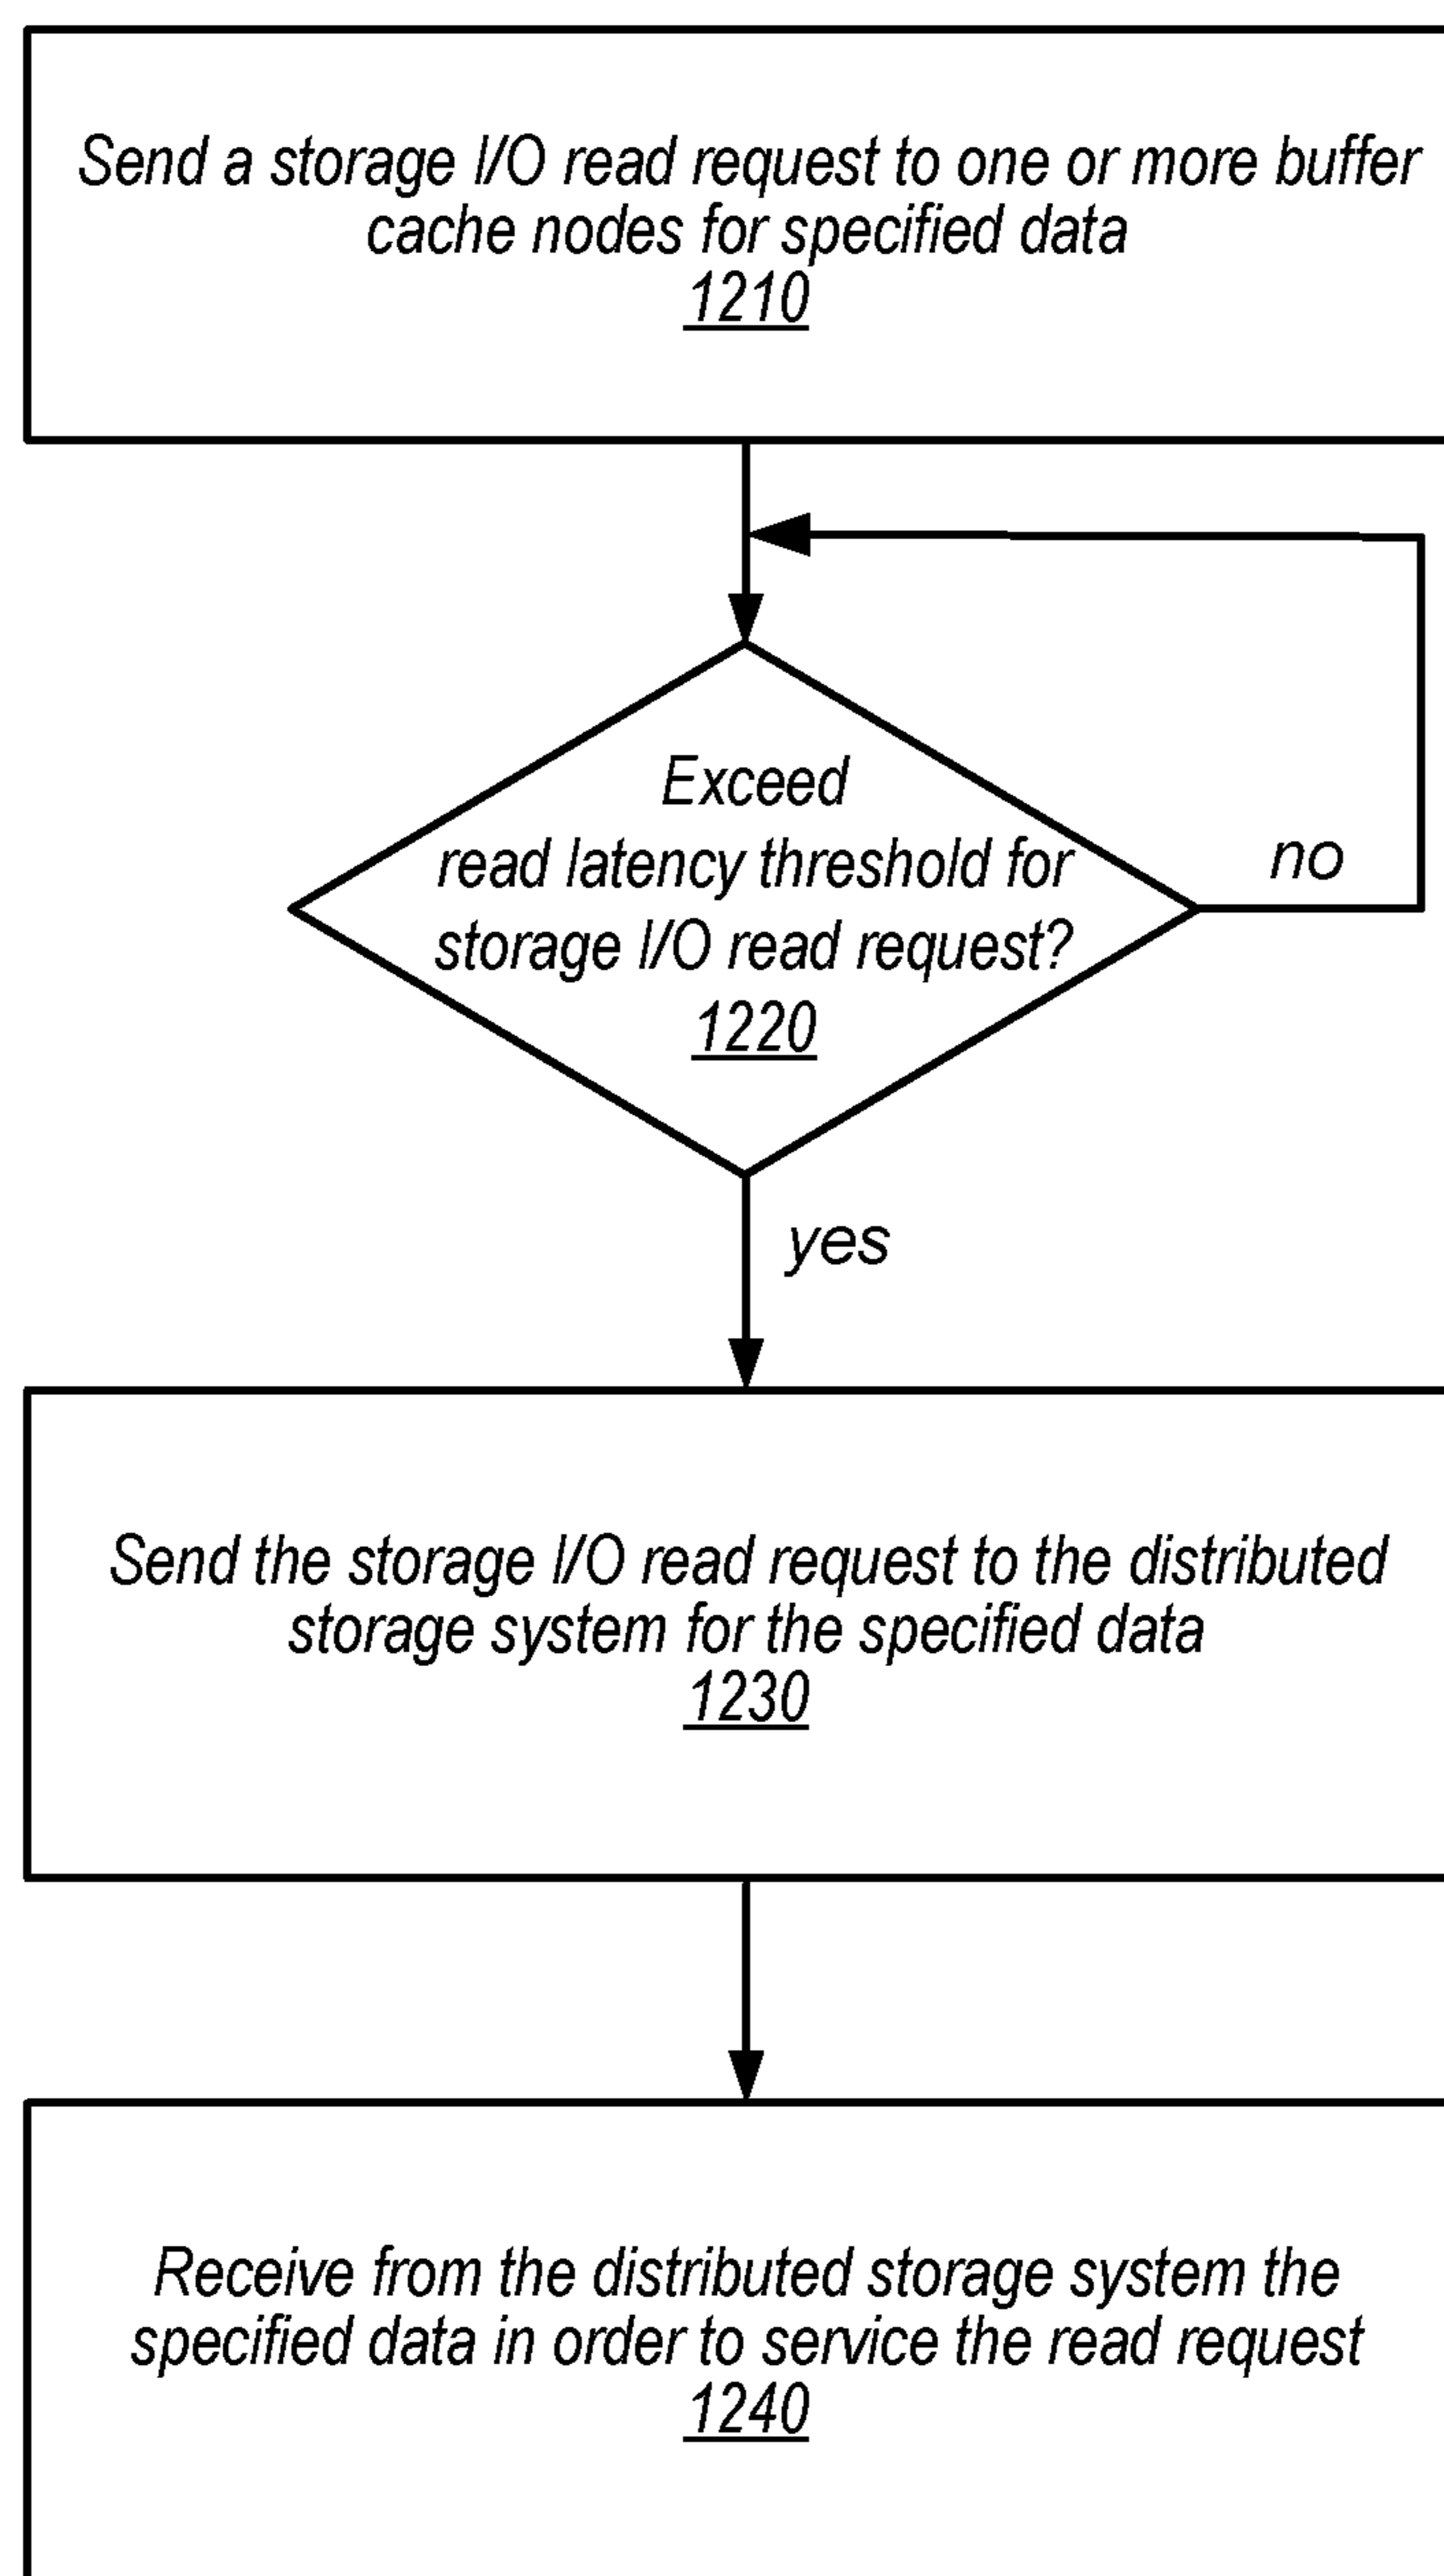 Send a storage I/O read request to one or more buffer
cache nodes for specified data
1210
Exceed
read latency threshold for
storage I/O read request?
1220
no
yes
Send the storage I/O read request to the distributed
storage system for the specified data
1230
Receive from the distributed storage system the
specified data in order to service the read request
1240